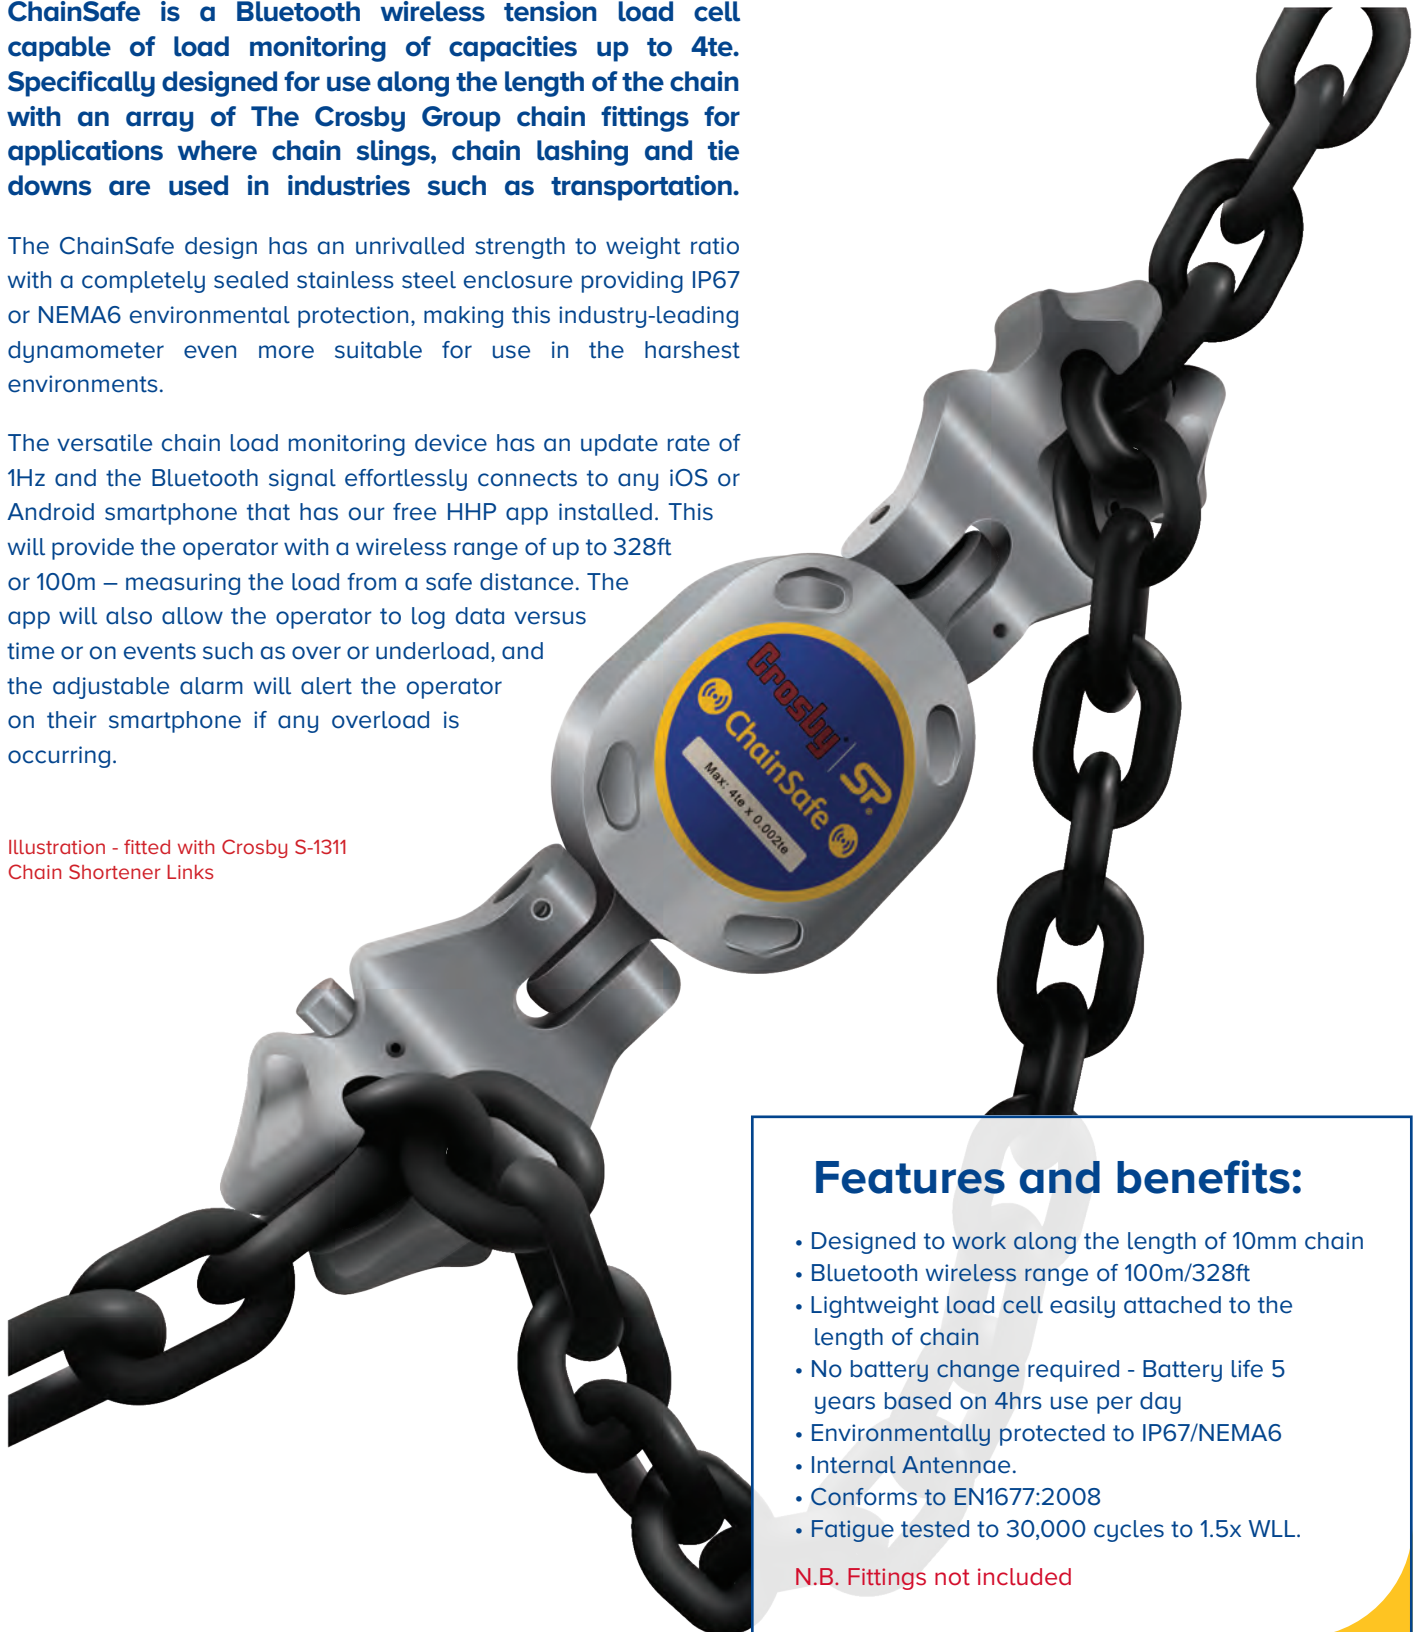 ChainSafe is a Bluetooth wireless tension load cell
capable of load monitoring of capacities up to 4te.
Specifically designed for use along the length of the chain
with an array of The Crosby Group chain fittings for
applications where chain slings, chain lashing and tie
downs are used in industries such as transportation.
The ChainSafe design has an unrivalled strength to weight ratio
with a completely sealed stainless steel enclosure providing IP67
or NEMA6 environmental protection, making this industry-leading
dynamometer even more suitable for use in the harshest
environments.
The versatile chain load monitoring device has an update rate of
1Hz and the Bluetooth signal effortlessly connects to any iOS or
Android smartphone that has our free HHP app installed. This
will provide the operator with a wireless range of up to 328ft
or 100m – measuring the load from a safe distance. The
app will also allow the operator to log data versus
time or on events such as over or underload, and
the adjustable alarm will alert the operator
on their smartphone if any overload is
occurring.
Illustration - fitted with Crosby S-1311
Chain Shortener Links
Crosby | SP®
ChainSafe
Max: 4te x 0.002te
Features and benefits:
• Designed to work along the length of 10mm chain
• Bluetooth wireless range of 100m/328ft
• Lightweight load cell easily attached to the
length of chain
• No battery change required - Battery life 5
years based on 4hrs use per day
• Environmentally protected to IP67/NEMA6
• Internal Antennae.
• Conforms to EN1677:2008
• Fatigue tested to 30,000 cycles to 1.5x WLL.
N.B. Fittings not included